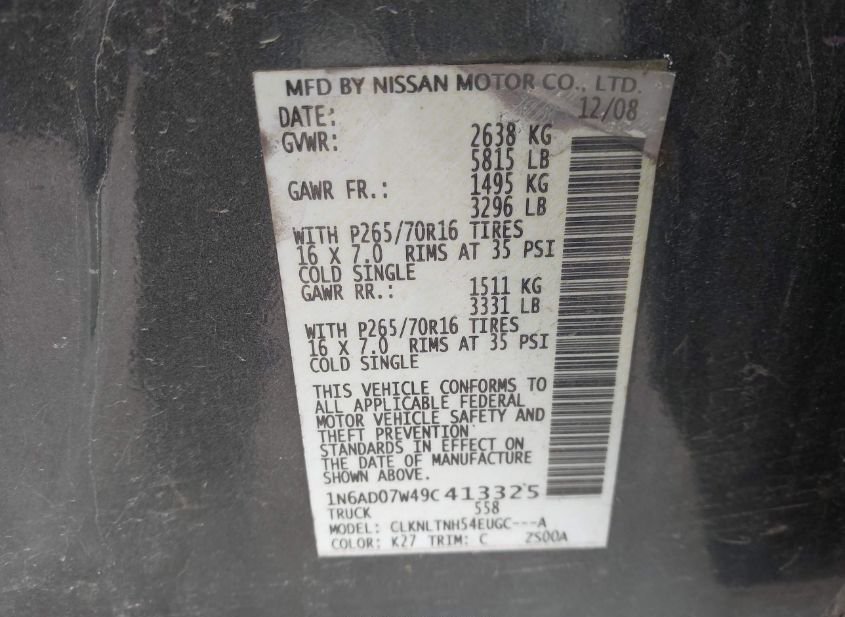 MFD BY NISSAN MOTOR CO., LTD.
DATE: 12/08
GVWR: 2638 KG
5815 LB
GAWR FR.: 1495 KG
3296 LB
WITH P265/70R16 TIRES
16 X 7.0 RIMS AT 35 PSI
COLD SINGLE
GAWR RR.: 1511 KG
3331 LB
WITH P265/70R16 TIRES
16 X 7.0 RIMS AT 35 PSI
COLD SINGLE
THIS VEHICLE CONFORMS TO
ALL APPLICABLE FEDERAL
MOTOR VEHICLE SAFETY AND
THEFT PREVENTION
STANDARDS IN EFFECT ON
THE DATE OF MANUFACTURE
SHOWN ABOVE.
1N6AD07W49C413325
TRUCK 558
MODEL: CLKNLTNH54EUGC---A
COLOR: K27 TRIM: C ZS00A